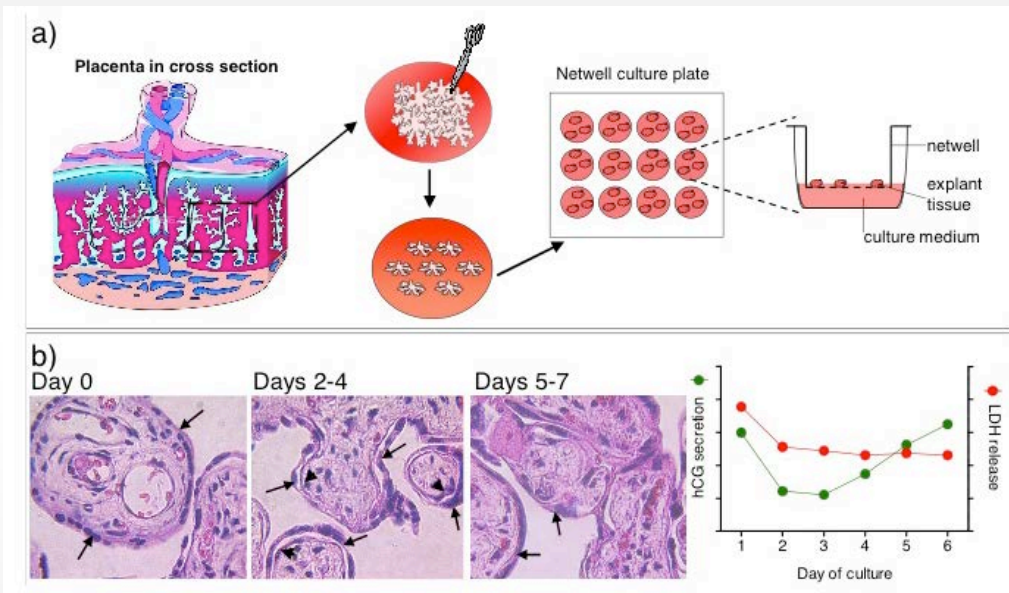 a)
Placenta in cross section
Netwell culture plate
netwell
explant
tissue
culture medium
b)
Day 0
Days 2-4
Days 5-7
hCG secretion
LDH release
1 2 3 4 5 6
Day of culture